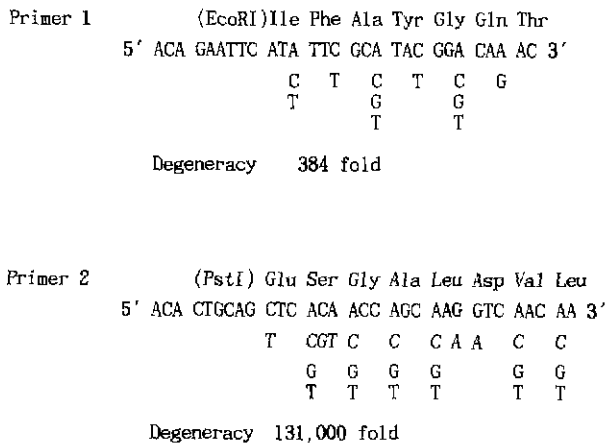 Primer 1 (EcoRI)Ile Phe Ala Tyr Gly Gln Thr
5′ ACA GAATTC ATA TTC GCA TAC GGA CAA AC 3′
C T C T C G
T G G
T T
Degeneracy 384 fold
Primer 2 (PstI) Glu Ser Gly Ala Leu Asp Val Leu
5′ ACA CTGCAG CTC ACA ACC AGC AAG GTC AAC AA 3′
T CGT C C C A A C C
G G G G G G
T T T T T T
Degeneracy 131,000 fold